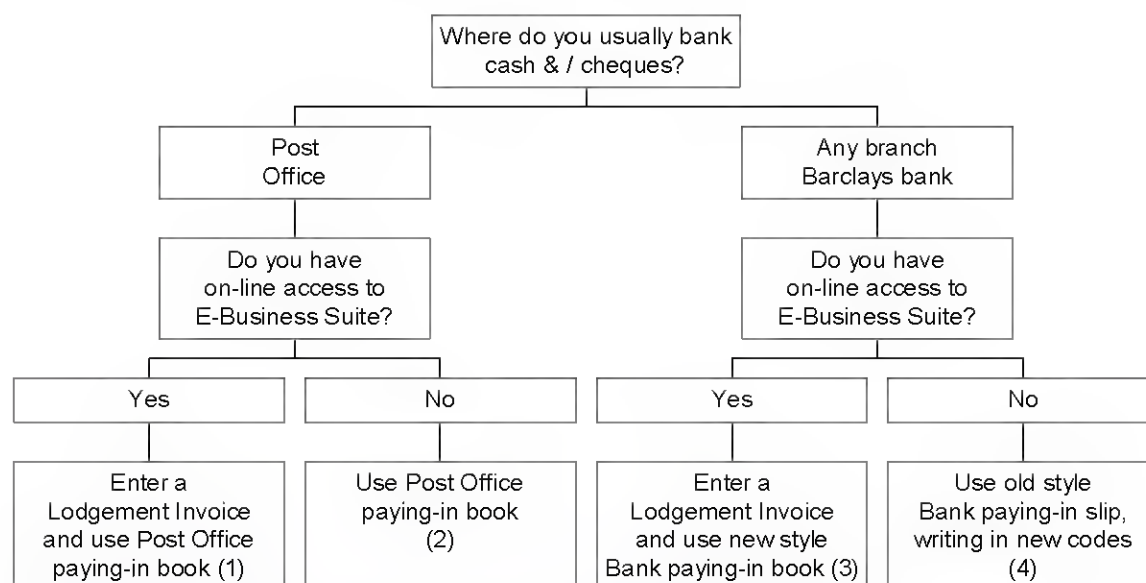 Where do you usually bank
cash & / cheques?
Post
Office
Any branch
Barclays bank
Do you have
on-line access to
E-Business Suite?
Do you have
on-line access to
E-Business Suite?
Yes
No
Yes
No
Enter a
Lodgement Invoice
and use Post Office
paying-in book (1)
Use Post Office
paying-in book
(2)
Enter a
Lodgement Invoice
and use new style
Bank paying-in book (3)
Use old style
Bank paying-in slip,
writing in new codes
(4)